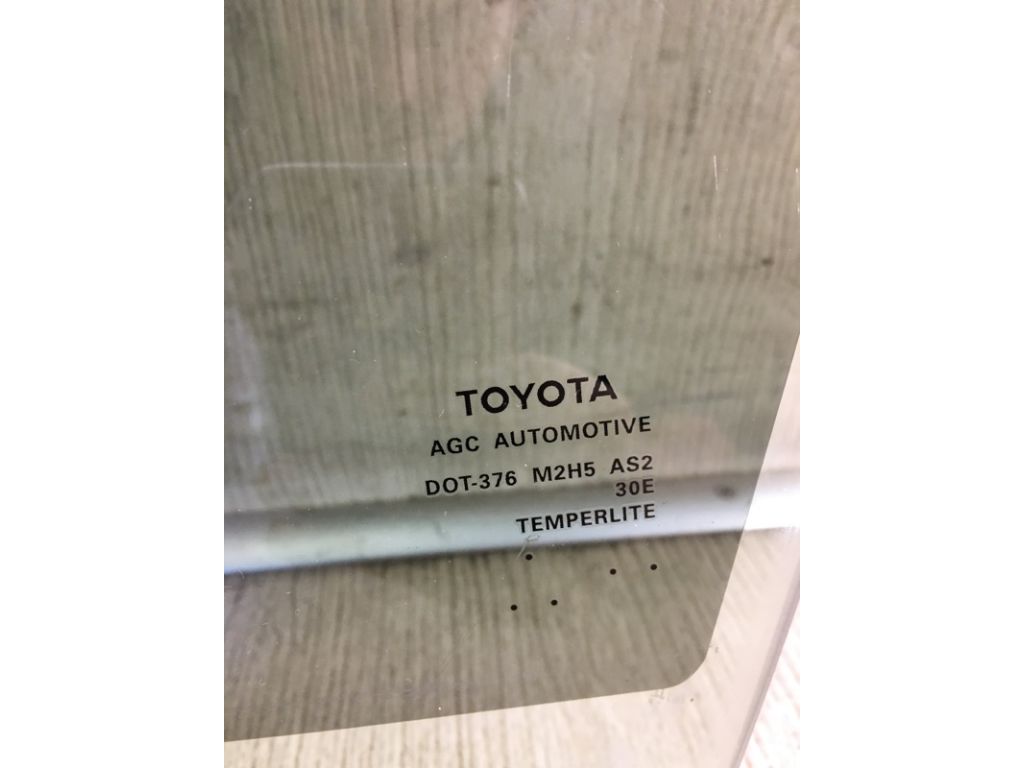 TOYOTA
AGC AUTOMOTIVE
DOT-376 M2H5 AS2
30E
TEMPERLITE